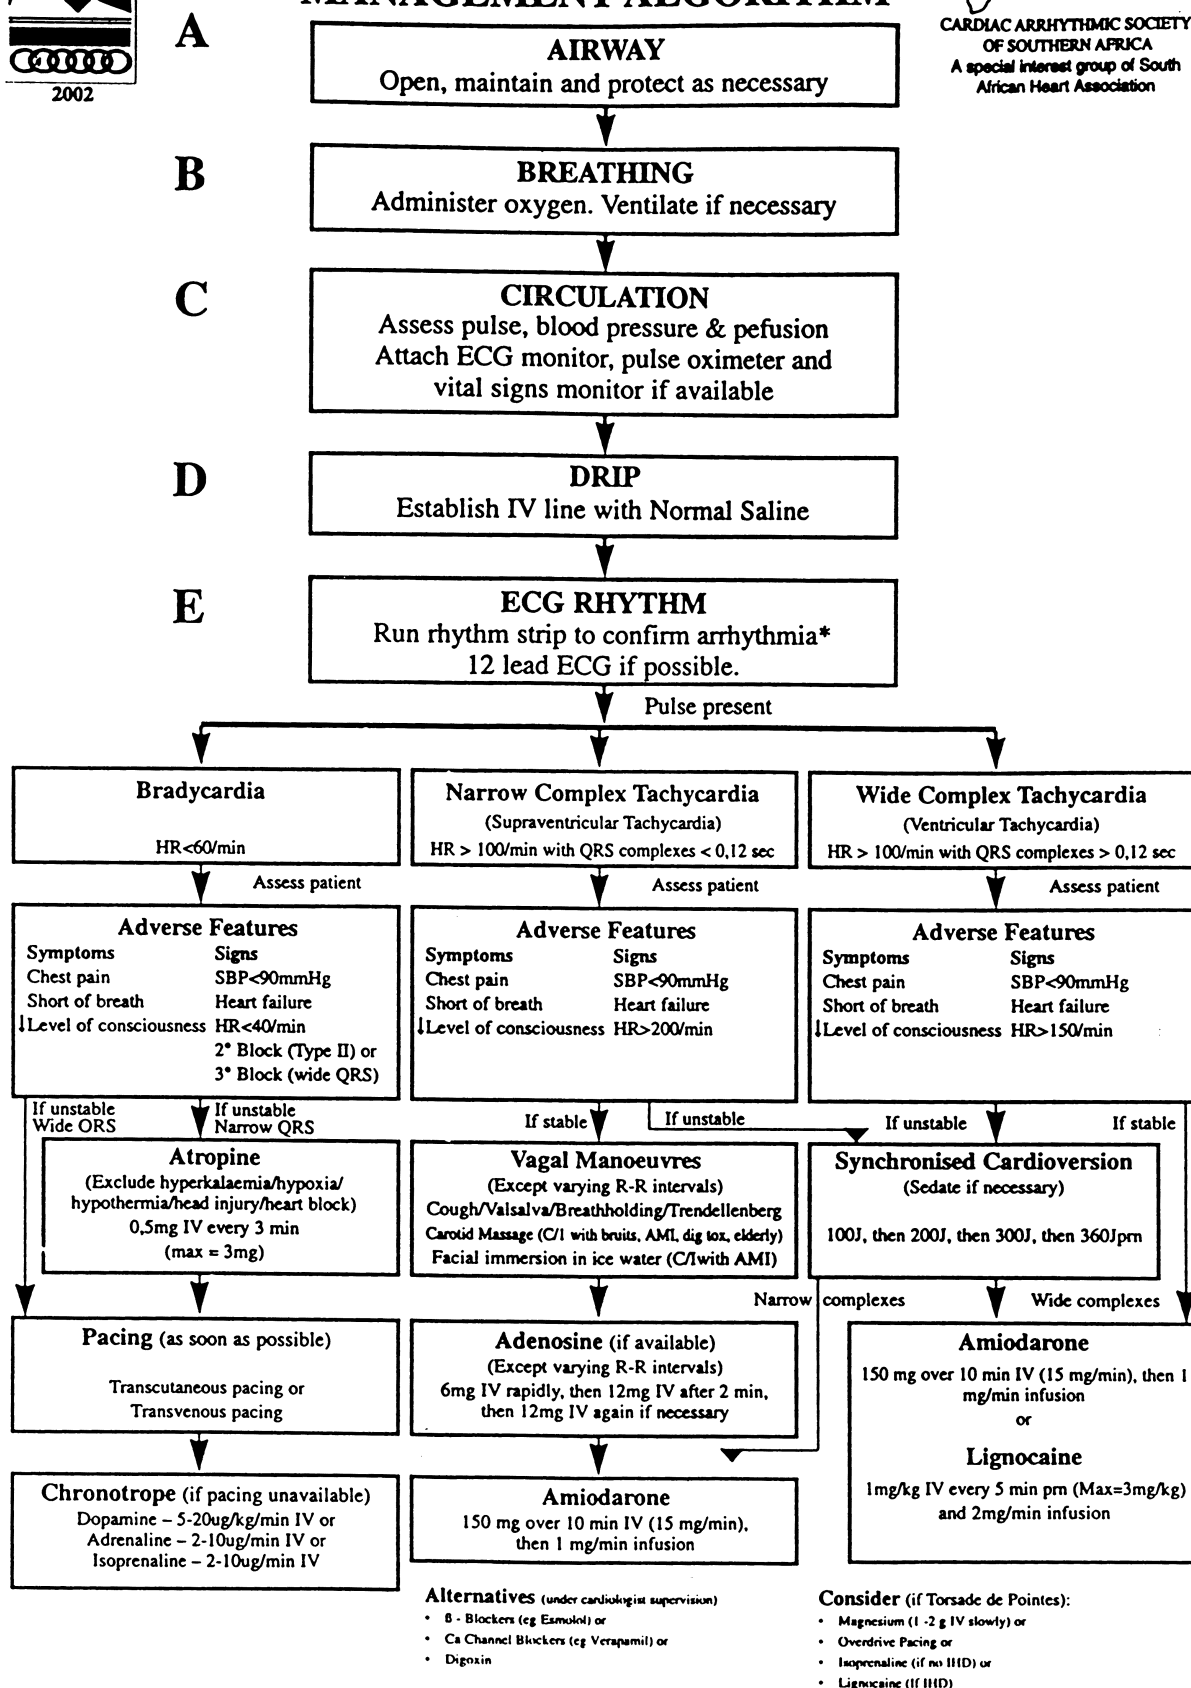 MANAGEMENT ALGORITHM
2002
CARDIAC ARRHYTHMIC SOCIETY
OF SOUTHERN AFRICA
A special interest group of South
African Heart Association
A
AIRWAY
Open, maintain and protect as necessary
B
BREATHING
Administer oxygen. Ventilate if necessary
C
CIRCULATION
Assess pulse, blood pressure & pefusion
Attach ECG monitor, pulse oximeter and
vital signs monitor if available
D
DRIP
Establish IV line with Normal Saline
E
ECG RHYTHM
Run rhythm strip to confirm arrhythmia*
12 lead ECG if possible.
Pulse present
Bradycardia
HR<60/min
Assess patient
Adverse Features
Symptoms Signs
Chest pain SBP<90mmHg
Short of breath Heart failure
↓Level of consciousness HR<40/min
2° Block (Type II) or
3° Block (wide QRS)
If unstable
Wide ORS
If unstable
Narrow QRS
Atropine
(Exclude hyperkalaemia/hypoxia/
hypothermia/head injury/heart block)
0,5mg IV every 3 min
(max = 3mg)
Pacing (as soon as possible)
Transcutaneous pacing or
Transvenous pacing
Chronotrope (if pacing unavailable)
Dopamine – 5-20ug/kg/min IV or
Adrenaline – 2-10ug/min IV or
Isoprenaline – 2-10ug/min IV
Narrow Complex Tachycardia
(Supraventricular Tachycardia)
HR > 100/min with QRS complexes < 0,12 sec
Assess patient
Adverse Features
Symptoms Signs
Chest pain SBP<90mmHg
Short of breath Heart failure
↓Level of consciousness HR>200/min
If stable
If unstable
Vagal Manoeuvres
(Except varying R-R intervals)
Cough/Valsalva/Breathholding/Trendellenberg
Carotid Massage (C/I with bruits, AMI, dig tox, elderly)
Facial immersion in ice water (C/Iwith AMI)
Adenosine (if available)
(Except varying R-R intervals)
6mg IV rapidly, then 12mg IV after 2 min,
then 12mg IV again if necessary
Amiodarone
150 mg over 10 min IV (15 mg/min),
then 1 mg/min infusion
Alternatives (under cardiologist supervision)
• B - Blockers (eg Esmolol) or
• Ca Channel Blockers (eg Verapamil) or
• Digoxin
Wide Complex Tachycardia
(Ventricular Tachycardia)
HR > 100/min with QRS complexes > 0,12 sec
Assess patient
Adverse Features
Symptoms Signs
Chest pain SBP<90mmHg
Short of breath Heart failure
↓Level of consciousness HR>150/min
If unstable
If stable
Synchronised Cardioversion
(Sedate if necessary)
100J, then 200J, then 300J, then 360Jprn
Narrow complexes
Wide complexes
Amiodarone
150 mg over 10 min IV (15 mg/min), then 1
mg/min infusion
or
Lignocaine
1mg/kg IV every 5 min prn (Max=3mg/kg)
and 2mg/min infusion
Consider (if Torsade de Pointes):
• Magnesium (1 -2 g IV slowly) or
• Overdrive Pacing or
• Isoprenaline (if no IHD) or
• Lignocaine (If IHD)